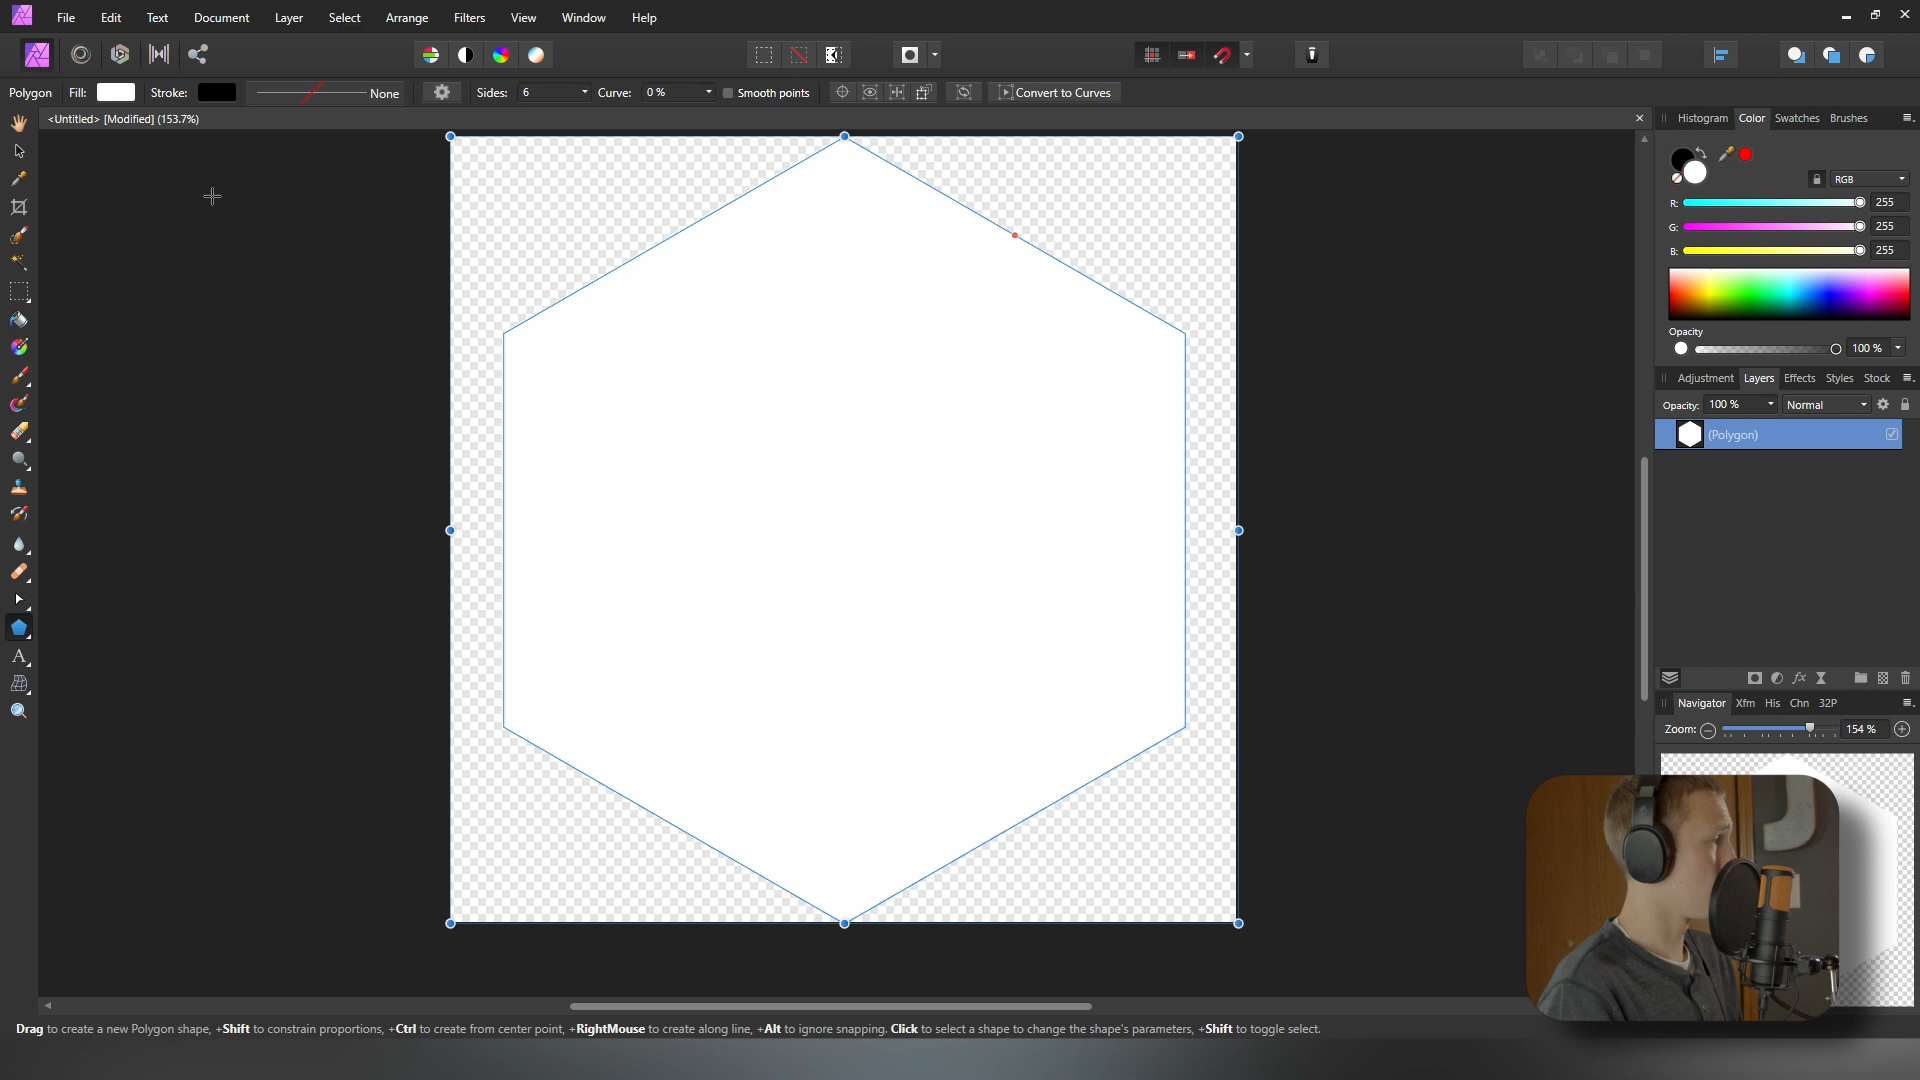 File Edit Text Document Layer Select Arrange Filters View Window Help
Polygon Fill: Stroke: None Sides: 6 Curve: 0 % Smooth points Convert to Curves
<Untitled> [Modified] (153.7%)
Histogram Color Swatches Brushes
RGB
R: 255
G: 255
B: 255
Opacity
100 %
Adjustment Layers Effects Styles Stock
Opacity: 100 % Normal
(Polygon)
fx
Navigator Xfm His Chn 32P
Zoom: 154 %
A
Drag to create a new Polygon shape, +Shift to constrain proportions, +Ctrl to create from center point, +RightMouse to create along line, +Alt to ignore snapping. Click to select a shape to change the shape's parameters, +Shift to toggle select.